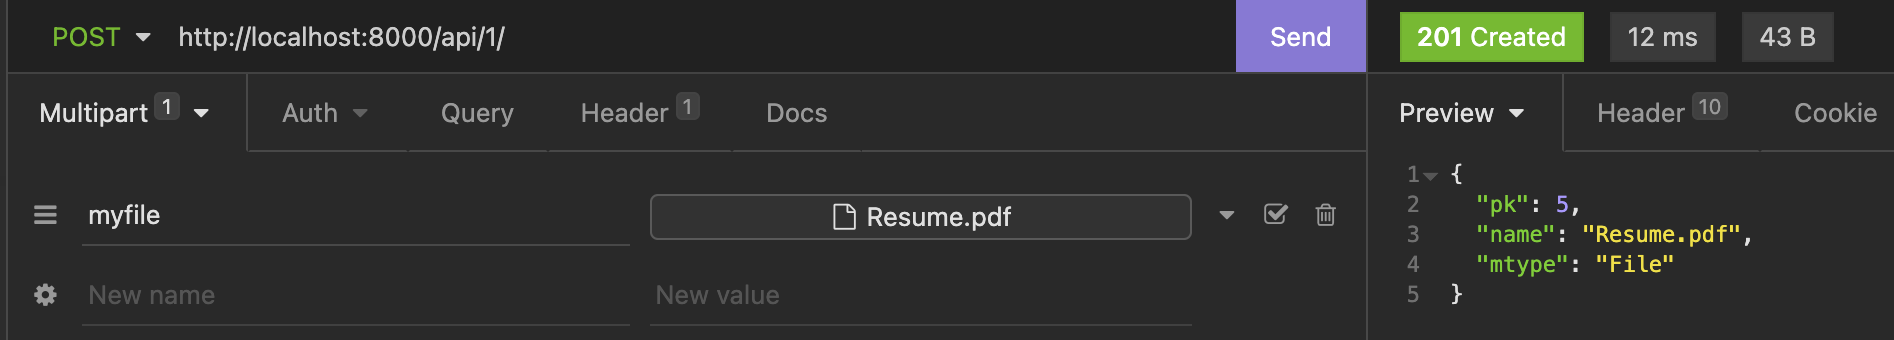 POST http://localhost:8000/api/1/ Send 201 Created 12 ms 43 B
Multipart 1 Auth Query Header 1 Docs Preview Header 10 Cookie
myfile Resume.pdf
New name New value
1 {
2 "pk": 5,
3 "name": "Resume.pdf",
4 "mtype": "File"
5 }